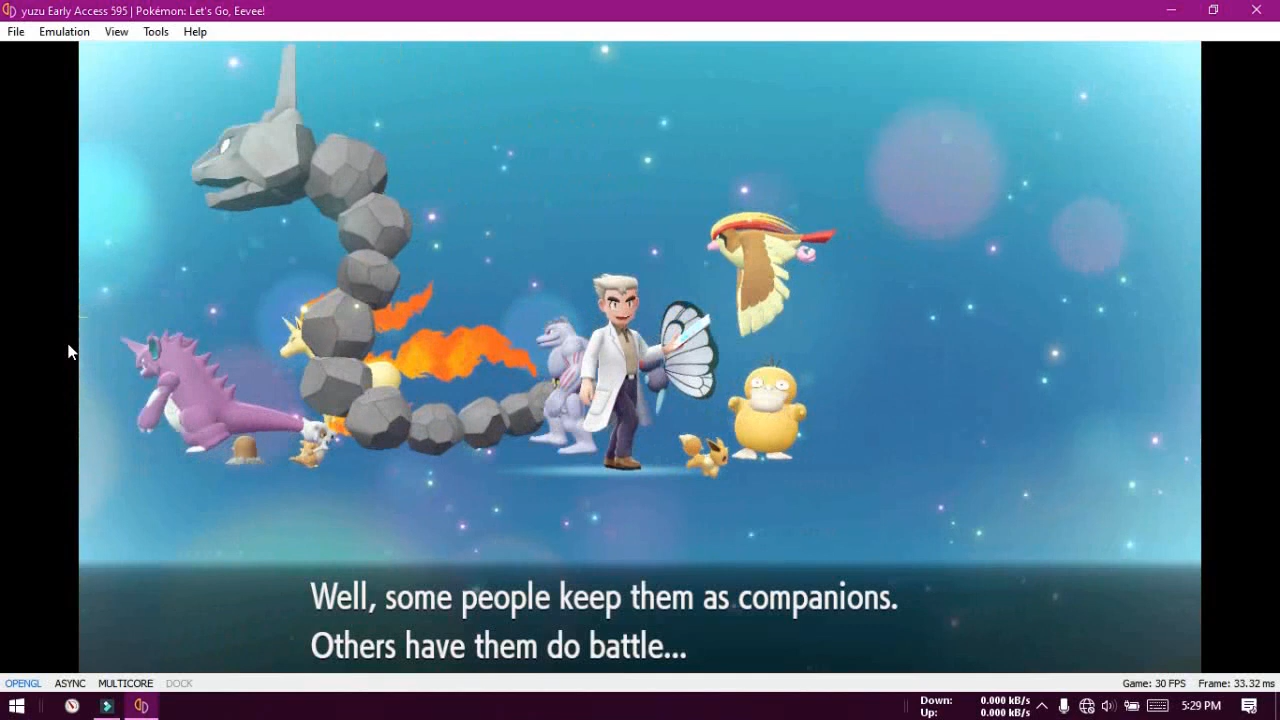 yuzu Early Access 595 | Pokémon: Let's Go, Eevee!
File Emulation View Tools Help
Well, some people keep them as companions.
Others have them do battle...
OPENGL ASYNC MULTICORE DOCK Game: 30 FPS Frame: 33.32 ms
Down: 0.000 kB/s
Up: 0.000 kB/s
5:29 PM